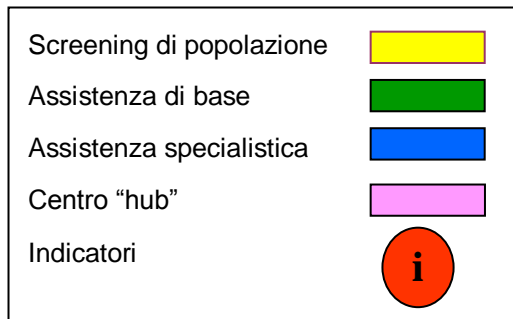 Screening di popolazione
Assistenza di base
Assistenza specialistica
Centro “hub”
Indicatori
i